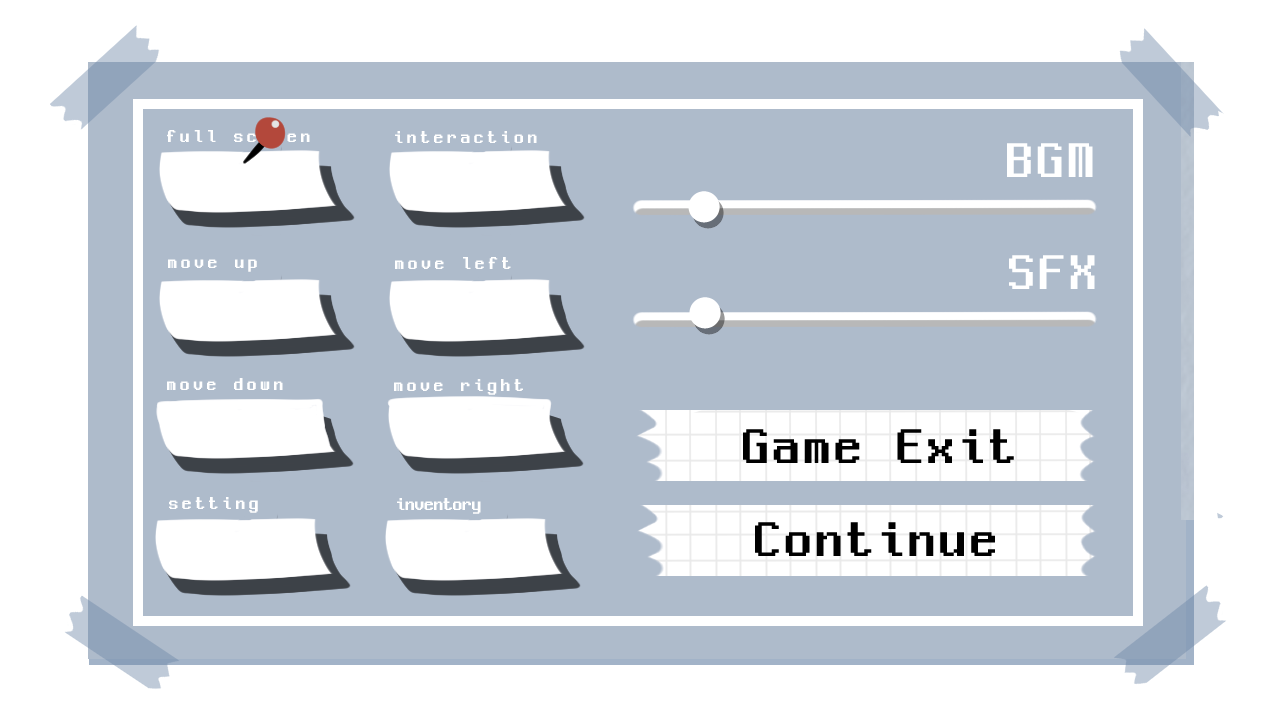 full sc en
interaction
move up
move left
move down
move right
setting
inventory
BGM
SFX
Game Exit
Continue